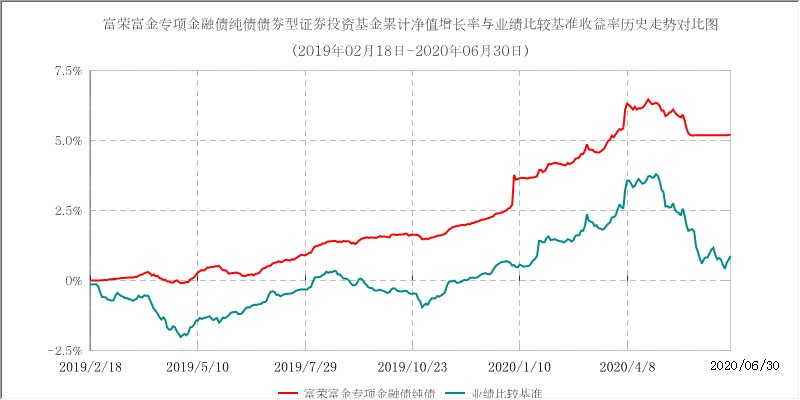 富荣富金专项金融债纯债债券型证券投资基金累计净值增长率与业绩比较基准收益率历史走势对比图
(2019年02月18日-2020年06月30日)
7.5%
5.0%
2.5%
0%
-2.5%
2019/2/18 2019/5/10 2019/7/29 2019/10/23 2020/1/10 2020/4/8 2020/06/30
富荣富金专项金融债纯债 业绩比较基准